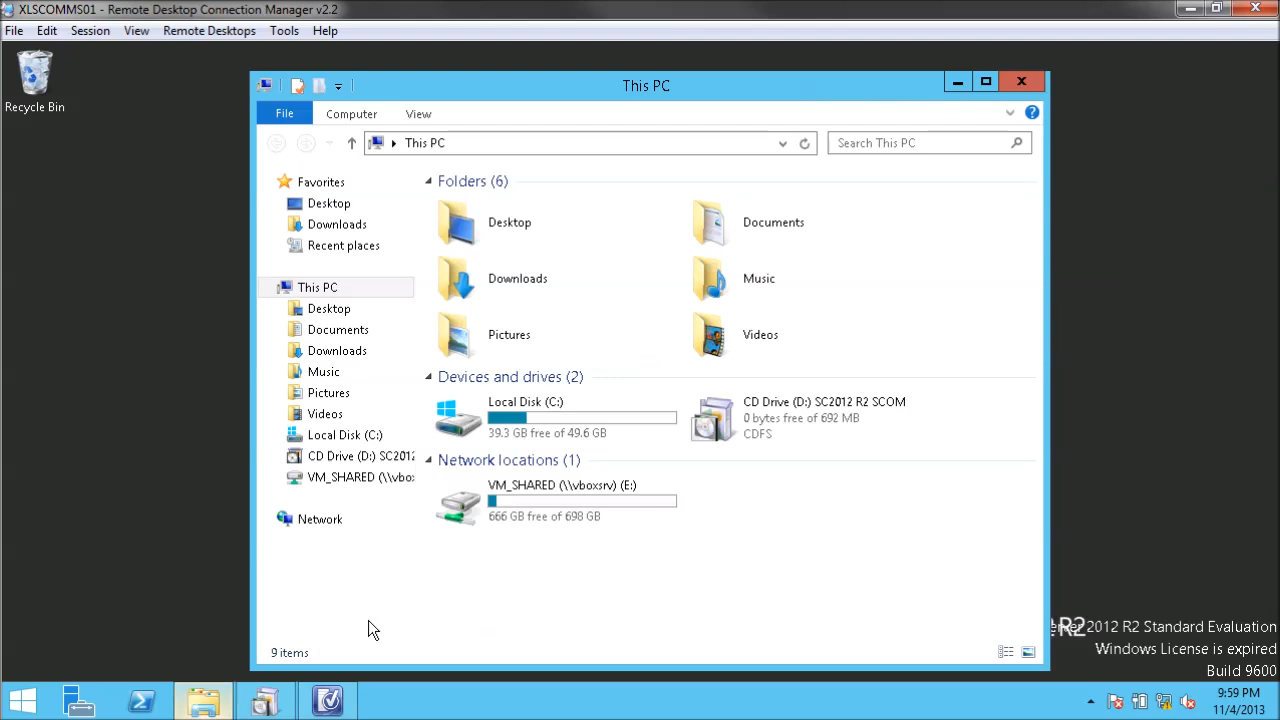 XLSCOMMS01 - Remote Desktop Connection Manager v2.2
File Edit Session View Remote Desktops Tools Help
Recycle Bin
This PC
File Computer View
This PC
Search This PC
Favorites
Desktop
Downloads
Recent places
This PC
Desktop
Documents
Downloads
Music
Pictures
Videos
Local Disk (C:)
CD Drive (D:) SC2012
VM_SHARED (\\vbox
Network
Folders (6)
Desktop
Documents
Downloads
Music
Pictures
Videos
Devices and drives (2)
Local Disk (C:)
39.3 GB free of 49.6 GB
CD Drive (D:) SC2012 R2 SCOM
0 bytes free of 692 MB
CDFS
Network locations (1)
VM_SHARED (\\vboxsrv) (E:)
666 GB free of 698 GB
9 items
R2
2012 R2 Standard Evaluation
Windows License is expired
Build 9600
9:59 PM
11/4/2013